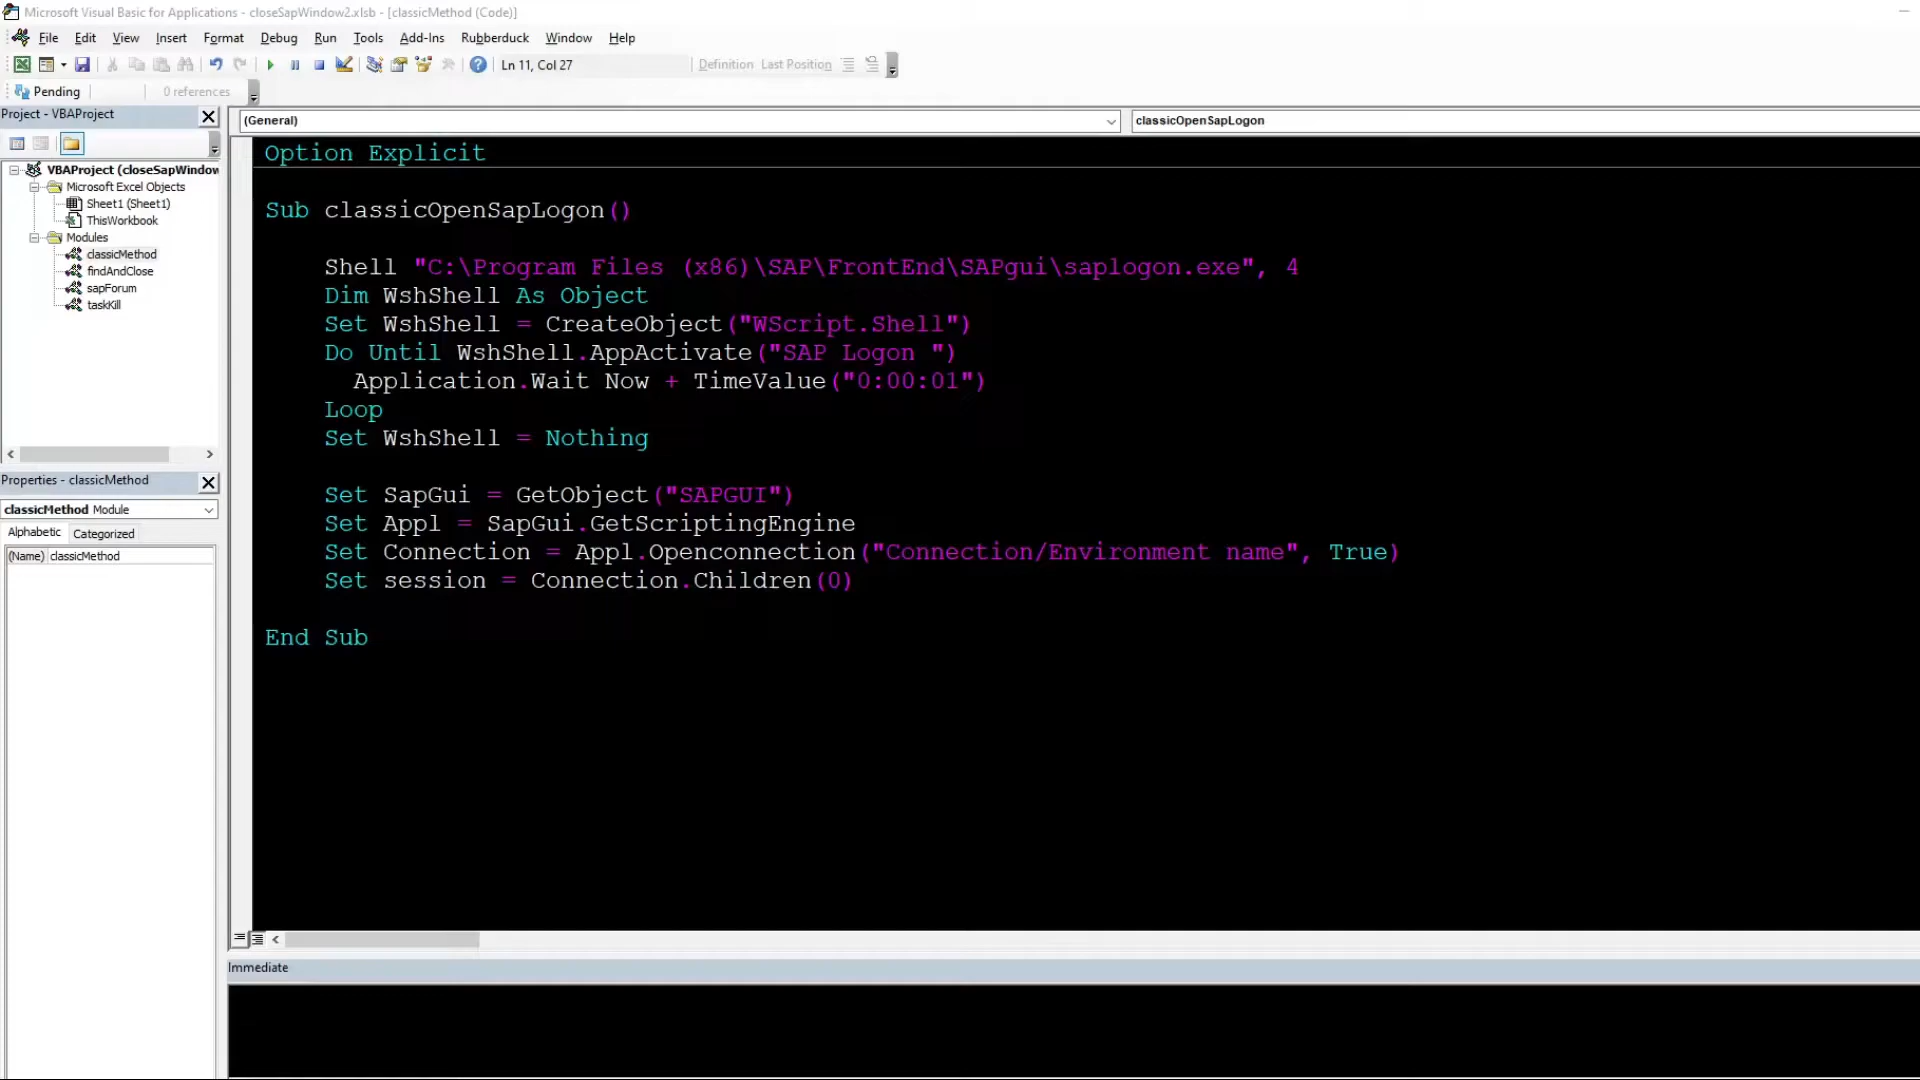 Microsoft Visual Basic for Applications - closeSapWindow2.xlsb - [classicMethod (Code)]
File Edit View Insert Format Debug Run Tools Add-Ins Rubberduck Window Help
Ln 11, Col 27 Definition Last Position
Pending 0 references
Project - VBAProject
(General) classicOpenSapLogon
VBAProject (closeSapWindow
Microsoft Excel Objects
Sheet1 (Sheet1)
ThisWorkbook
Modules
classicMethod
findAndClose
sapForum
taskKill
Properties - classicMethod
classicMethod Module
Alphabetic Categorized
(Name) classicMethod
Option Explicit
Sub classicOpenSapLogon()
Shell "C:\Program Files (x86)\SAP\FrontEnd\SAPgui\saplogon.exe", 4
Dim WshShell As Object
Set WshShell = CreateObject("WScript.Shell")
Do Until WshShell.AppActivate("SAP Logon ")
Application.Wait Now + TimeValue("0:00:01")
Loop
Set WshShell = Nothing
Set SapGui = GetObject("SAPGUI")
Set Appl = SapGui.GetScriptingEngine
Set Connection = Appl.Openconnection("Connection/Environment name", True)
Set session = Connection.Children(0)
End Sub
Immediate